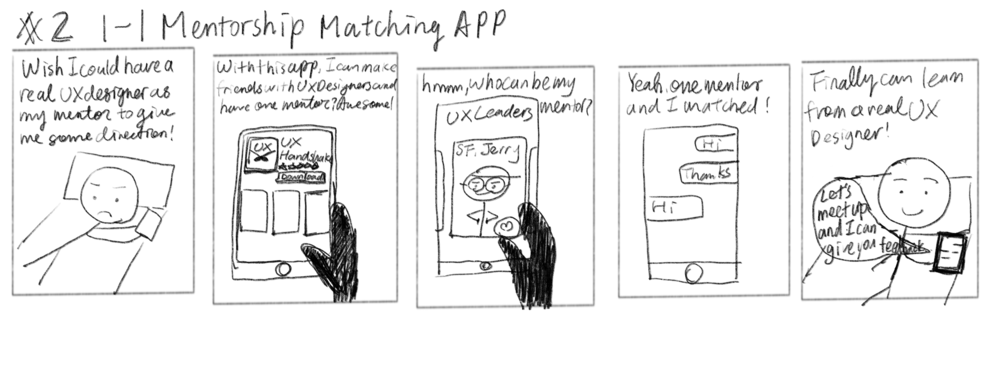 #2 1-1 Mentorship Matching APP
Wish I could have a
real UX designer as
my mentor to give
me some direction!
With this app, I can make
friends with UX Designers and
have one mentor? Awesome!
UX
UX
Handshake
Download
hmmm, who can be my
mentor?
UX Leaders
SF. Jerry
Yeah, one mentor
and I matched!
Hi
Thanks
Hi
Finally can learn
from a real UX
Designer!
Let's
meet up
and I can
give you feedback